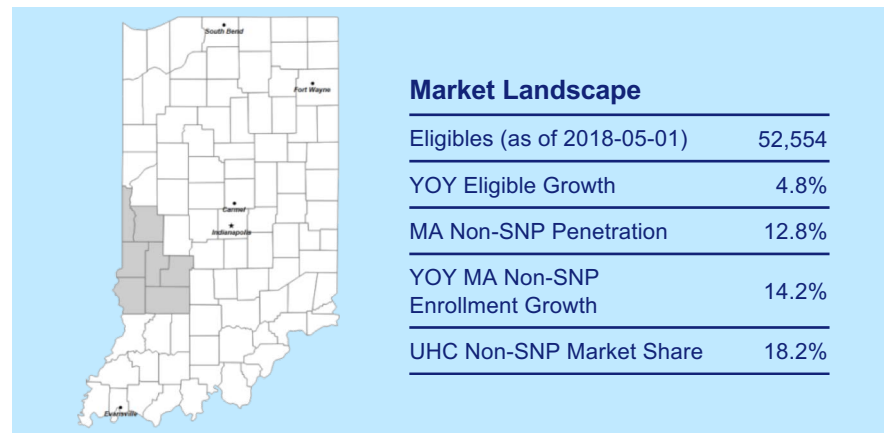 South Bend
Fort Wayne
Carmel
Indianapolis
Evansville
Market Landscape
Eligibles (as of 2018-05-01) 52,554
YOY Eligible Growth 4.8%
MA Non-SNP Penetration 12.8%
YOY MA Non-SNP
Enrollment Growth 14.2%
UHC Non-SNP Market Share 18.2%